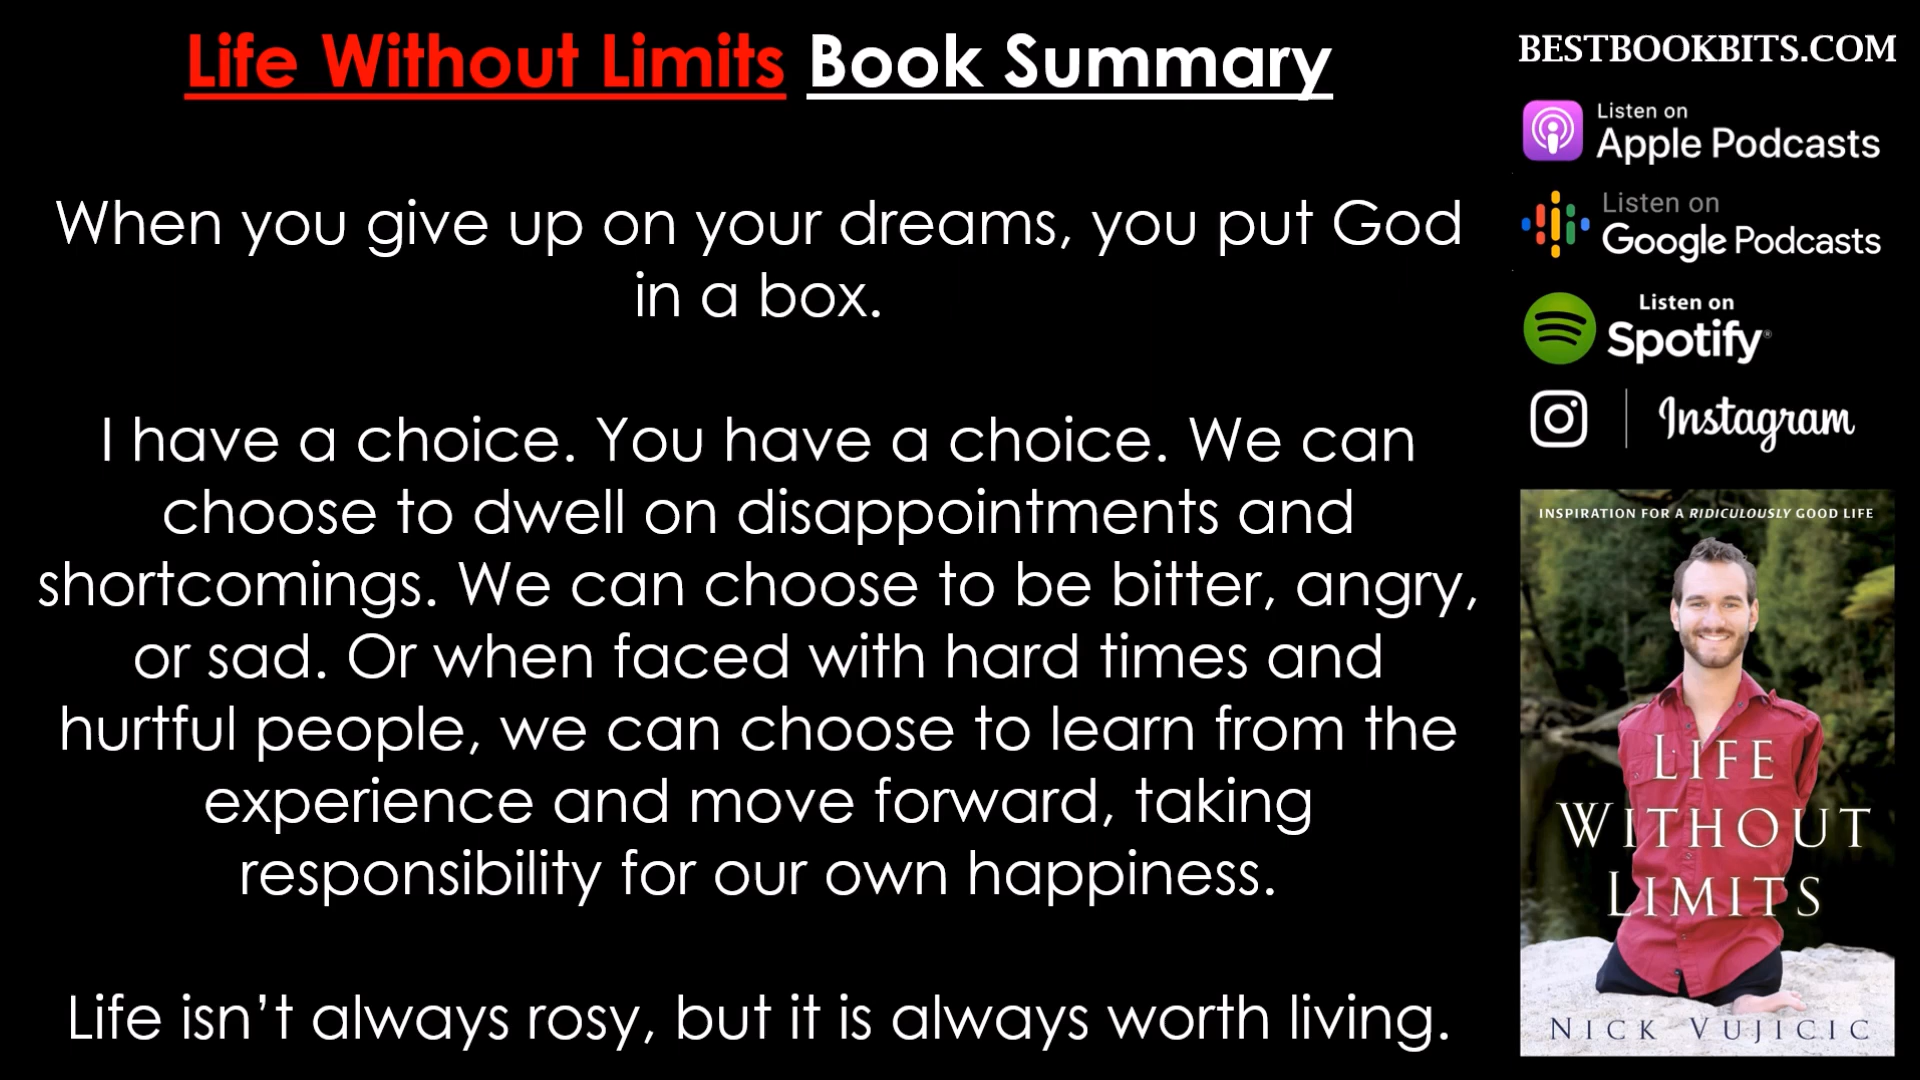 Life Without Limits Book Summary
When you give up on your dreams, you put God
in a box.
I have a choice. You have a choice. We can
choose to dwell on disappointments and
shortcomings. We can choose to be bitter, angry,
or sad. Or when faced with hard times and
hurtful people, we can choose to learn from the
experience and move forward, taking
responsibility for our own happiness.
Life isn’t always rosy, but it is always worth living.
BESTBOOKBITS.COM
Listen on
Apple Podcasts
Listen on
Google Podcasts
Listen on
Spotify®
Instagram
INSPIRATION FOR A RIDICULOUSLY GOOD LIFE
LIFE
WITHOUT
LIMITS
NICK VUJICIC